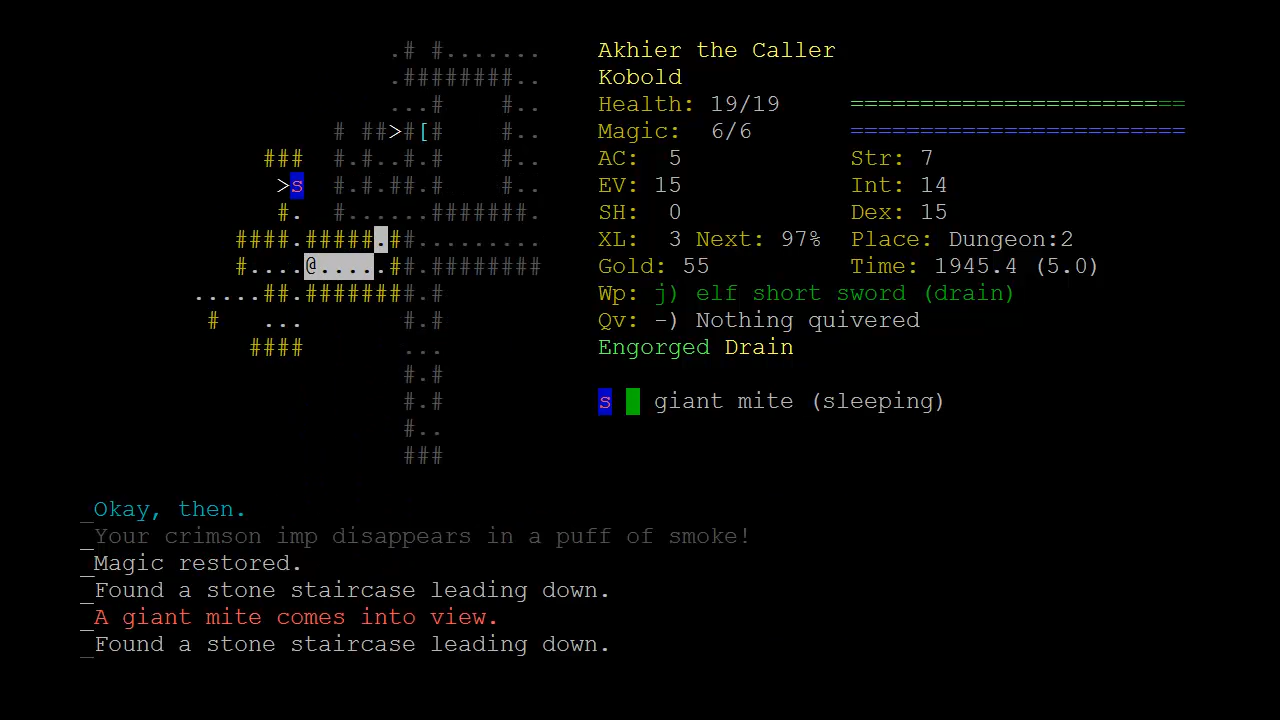 .# #.......
.########..
...#    #..
# ##>#[#    #..
### #.#..#.#    #..
>s  #.#.##.#    #..
#.  #......#######.
####.#####.##.........
#....@.....##.########
.....##.#######.#
#   ...       #.#
####       ...
#.#
#.#
#..
###
Akhier the Caller
Kobold
Health: 19/19 ========================
Magic:  6/6 ========================
AC:  5 Str: 7
EV: 15 Int: 14
SH:  0 Dex: 15
XL:  3 Next: 97% Place: Dungeon:2
Gold: 55 Time: 1945.4 (5.0)
Wp: j) elf short sword (drain)
Qv: -) Nothing quivered
Engorged Drain
s giant mite (sleeping)
_Okay, then.
_Your crimson imp disappears in a puff of smoke!
_Magic restored.
_Found a stone staircase leading down.
_A giant mite comes into view.
_Found a stone staircase leading down.